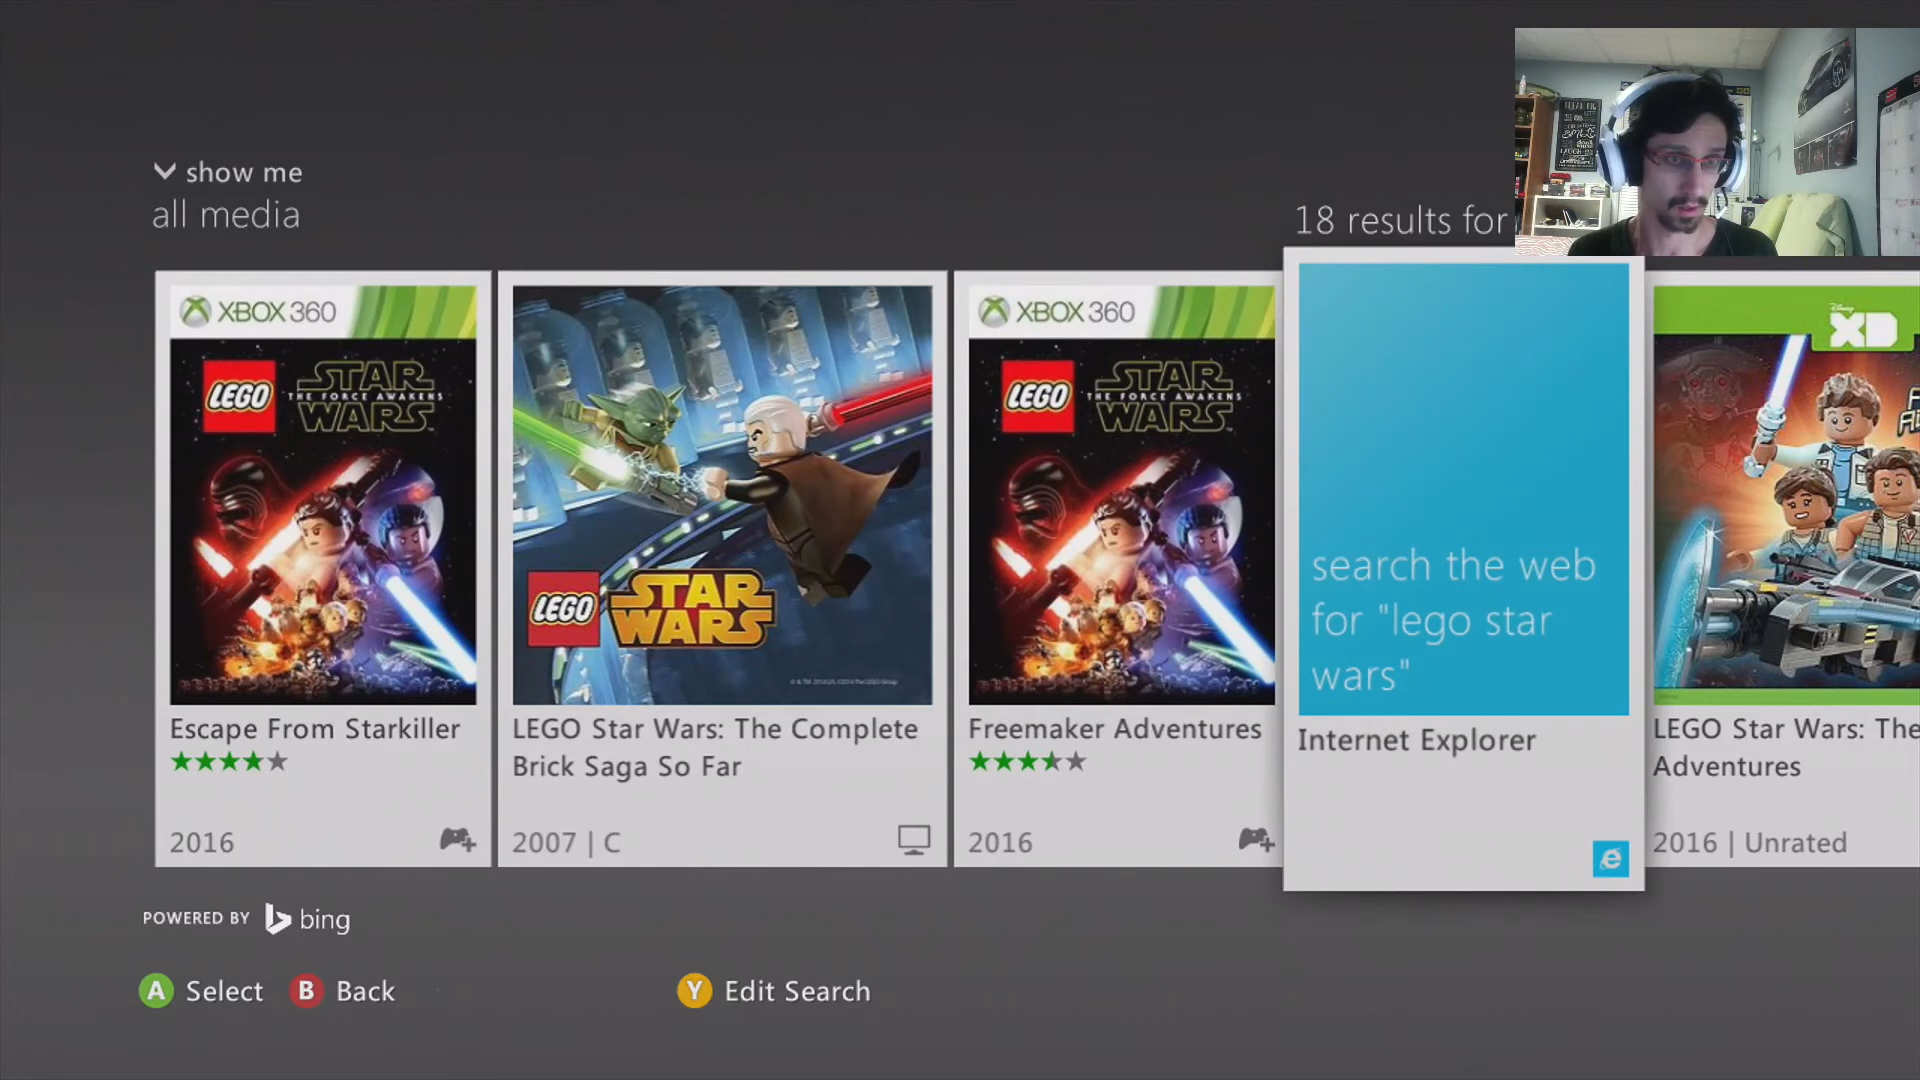 show me
all media
18 results for
XBOX 360
LEGO
STAR
THE FORCE AWAKENS
WARS
Escape From Starkiller
2016
LEGO
STAR
WARS
LEGO Star Wars: The Complete
Brick Saga So Far
2007 | C
XBOX 360
LEGO
STAR
THE FORCE AWAKENS
WARS
Freemaker Adventures
2016
search the web
for "lego star
wars"
Internet Explorer
Disney
XD
LEGO Star Wars: The
Adventures
2016 | Unrated
POWERED BY bing
A Select B Back Y Edit Search